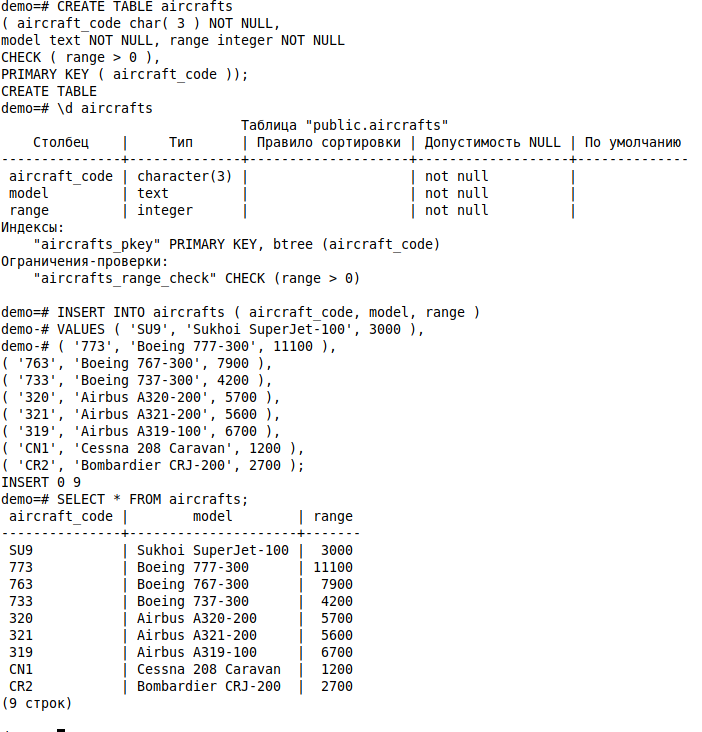 demo=# CREATE TABLE aircrafts
( aircraft_code char( 3 ) NOT NULL,
model text NOT NULL, range integer NOT NULL
CHECK ( range > 0 ),
PRIMARY KEY ( aircraft_code ));
CREATE TABLE
demo=# \d aircrafts
                              Таблица "public.aircrafts"
    Столбец    |     Тип      | Правило сортировки | Допустимость NULL | По умолчанию
---------------+--------------+--------------------+-------------------+--------------
 aircraft_code | character(3) |                    | not null          |
 model         | text         |                    | not null          |
 range         | integer      |                    | not null          |
Индексы:
    "aircrafts_pkey" PRIMARY KEY, btree (aircraft_code)
Ограничения-проверки:
    "aircrafts_range_check" CHECK (range > 0)

demo=# INSERT INTO aircrafts ( aircraft_code, model, range )
demo-# VALUES ( 'SU9', 'Sukhoi SuperJet-100', 3000 ),
demo-# ( '773', 'Boeing 777-300', 11100 ),
( '763', 'Boeing 767-300', 7900 ),
( '733', 'Boeing 737-300', 4200 ),
( '320', 'Airbus A320-200', 5700 ),
( '321', 'Airbus A321-200', 5600 ),
( '319', 'Airbus A319-100', 6700 ),
( 'CN1', 'Cessna 208 Caravan', 1200 ),
( 'CR2', 'Bombardier CRJ-200', 2700 );
INSERT 0 9
demo=# SELECT * FROM aircrafts;
 aircraft_code |        model        | range
---------------+---------------------+-------
 SU9           | Sukhoi SuperJet-100 |  3000
 773           | Boeing 777-300      | 11100
 763           | Boeing 767-300      |  7900
 733           | Boeing 737-300      |  4200
 320           | Airbus A320-200     |  5700
 321           | Airbus A321-200     |  5600
 319           | Airbus A319-100     |  6700
 CN1           | Cessna 208 Caravan  |  1200
 CR2           | Bombardier CRJ-200  |  2700
(9 строк)